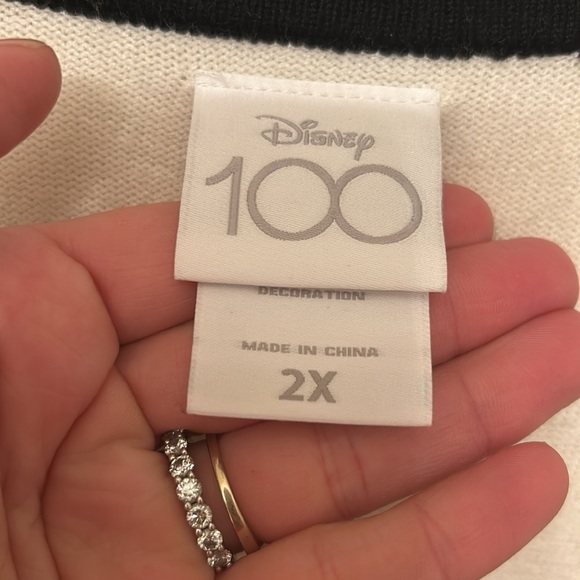 Disney
100
DECORATION
MADE IN CHINA
2X